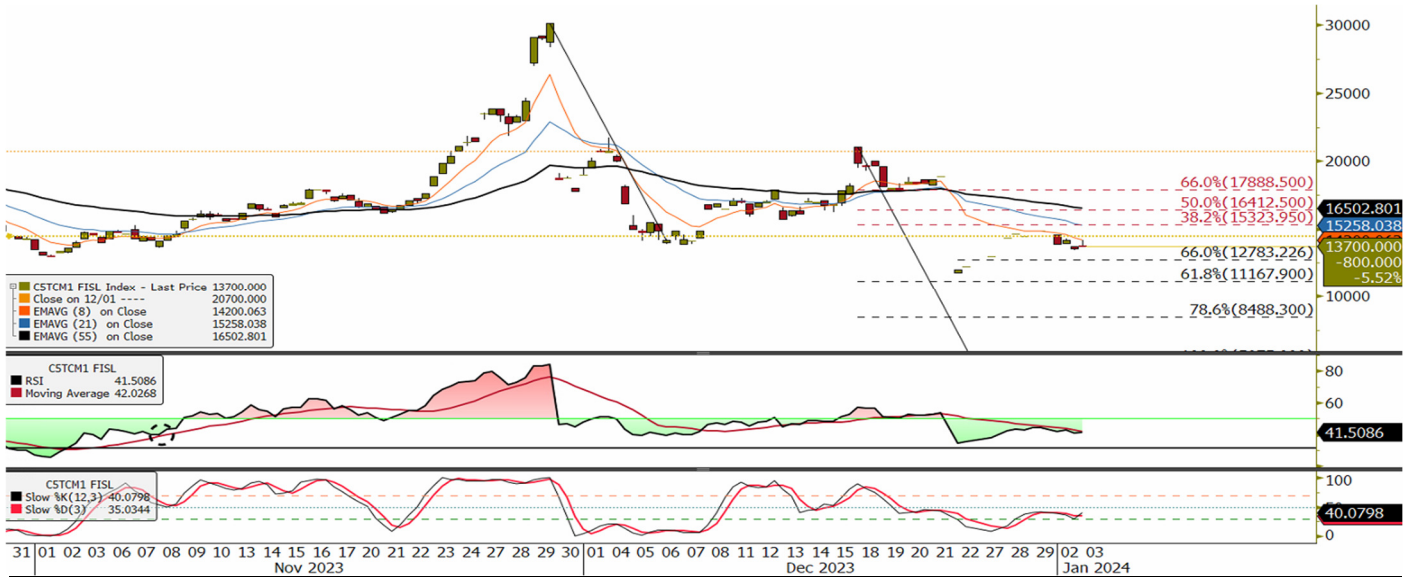 30000
25000
20000
66.0%(17888.500)
50.0%(16412.500)
16502.801
38.2%(15323.950)
15258.038
13700.000
66.0%(12783.226)
-800.000
-5.52%
61.8%(11167.900)
10000
78.6%(8488.300)
C5TCM1 FISL Index - Last Price 13700.000
Close on 12/01 ---- 20700.000
EMAVG (8) on Close 14200.063
EMAVG (21) on Close 15258.038
EMAVG (55) on Close 16502.801
C5TCM1 FISL
RSI 41.5086
Moving Average 42.0268
80
60
41.5086
C5TCM1 FISL
Slow %K(12,3) 40.0798
Slow %D(3) 35.0344
100
40.0798
0
31 01 02 03 06 07 08 09 10 13 14 15 16 17 20 21 22 23 24 27 28 29 30 01 04 05 06 07 08 11 12 13 14 15 18 19 20 21 22 27 28 29 02 03
Nov 2023 Dec 2023 Jan 2024